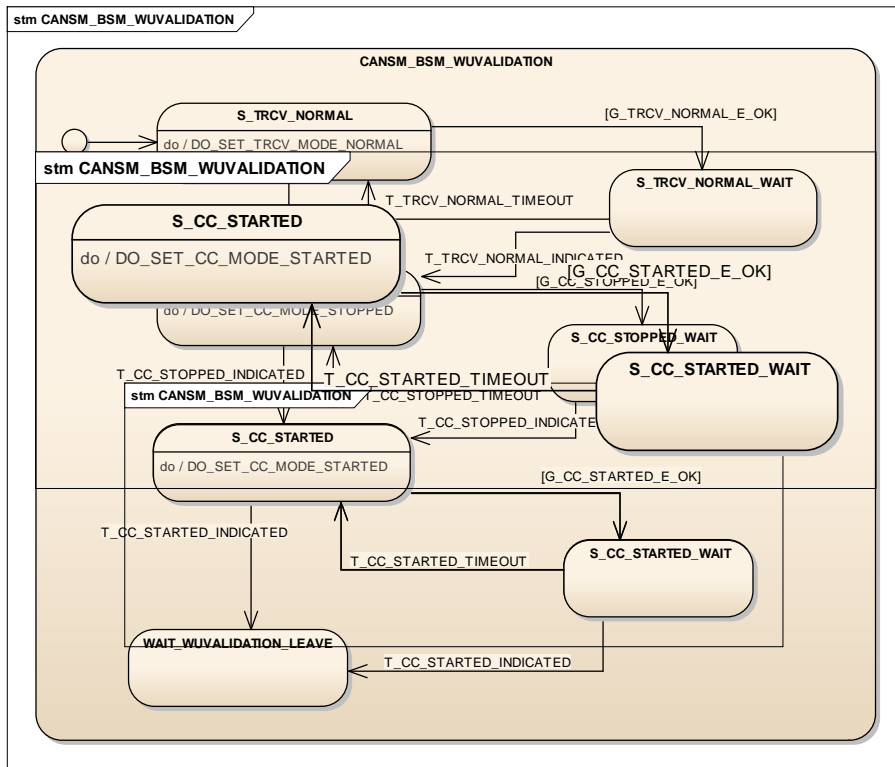 stm CANSM_BSM_WUVALIDATION
CANSM_BSM_WUVALIDATION
S_TRCV_NORMAL
do / DO_SET_TRCV_MODE_NORMAL
[G_TRCV_NORMAL_E_OK]
stm CANSM_BSM_WUVALIDATION
S_TRCV_NORMAL_WAIT
T_TRCV_NORMAL_TIMEOUT
S_CC_STARTED
do / DO_SET_CC_MODE_STARTED
T_TRCV_NORMAL_INDICATED
[G_CC_STARTED_E_OK]
[G_CC_STOPPED_E_OK]
do / DO_SET_CC_MODE_STOPPED
S_CC_STOPPED_WAIT
S_CC_STARTED_WAIT
T_CC_STOPPED_INDICATED
T_CC_STARTED_TIMEOUT
stm CANSM_BSM_WUVALIDATION
T_CC_STOPPED_TIMEOUT
T_CC_STOPPED_INDICATE
S_CC_STARTED
do / DO_SET_CC_MODE_STARTED
[G_CC_STARTED_E_OK]
T_CC_STARTED_INDICATED
T_CC_STARTED_TIMEOUT
S_CC_STARTED_WAIT
WAIT_WUVALIDATION_LEAVE
T_CC_STARTED_INDICATED